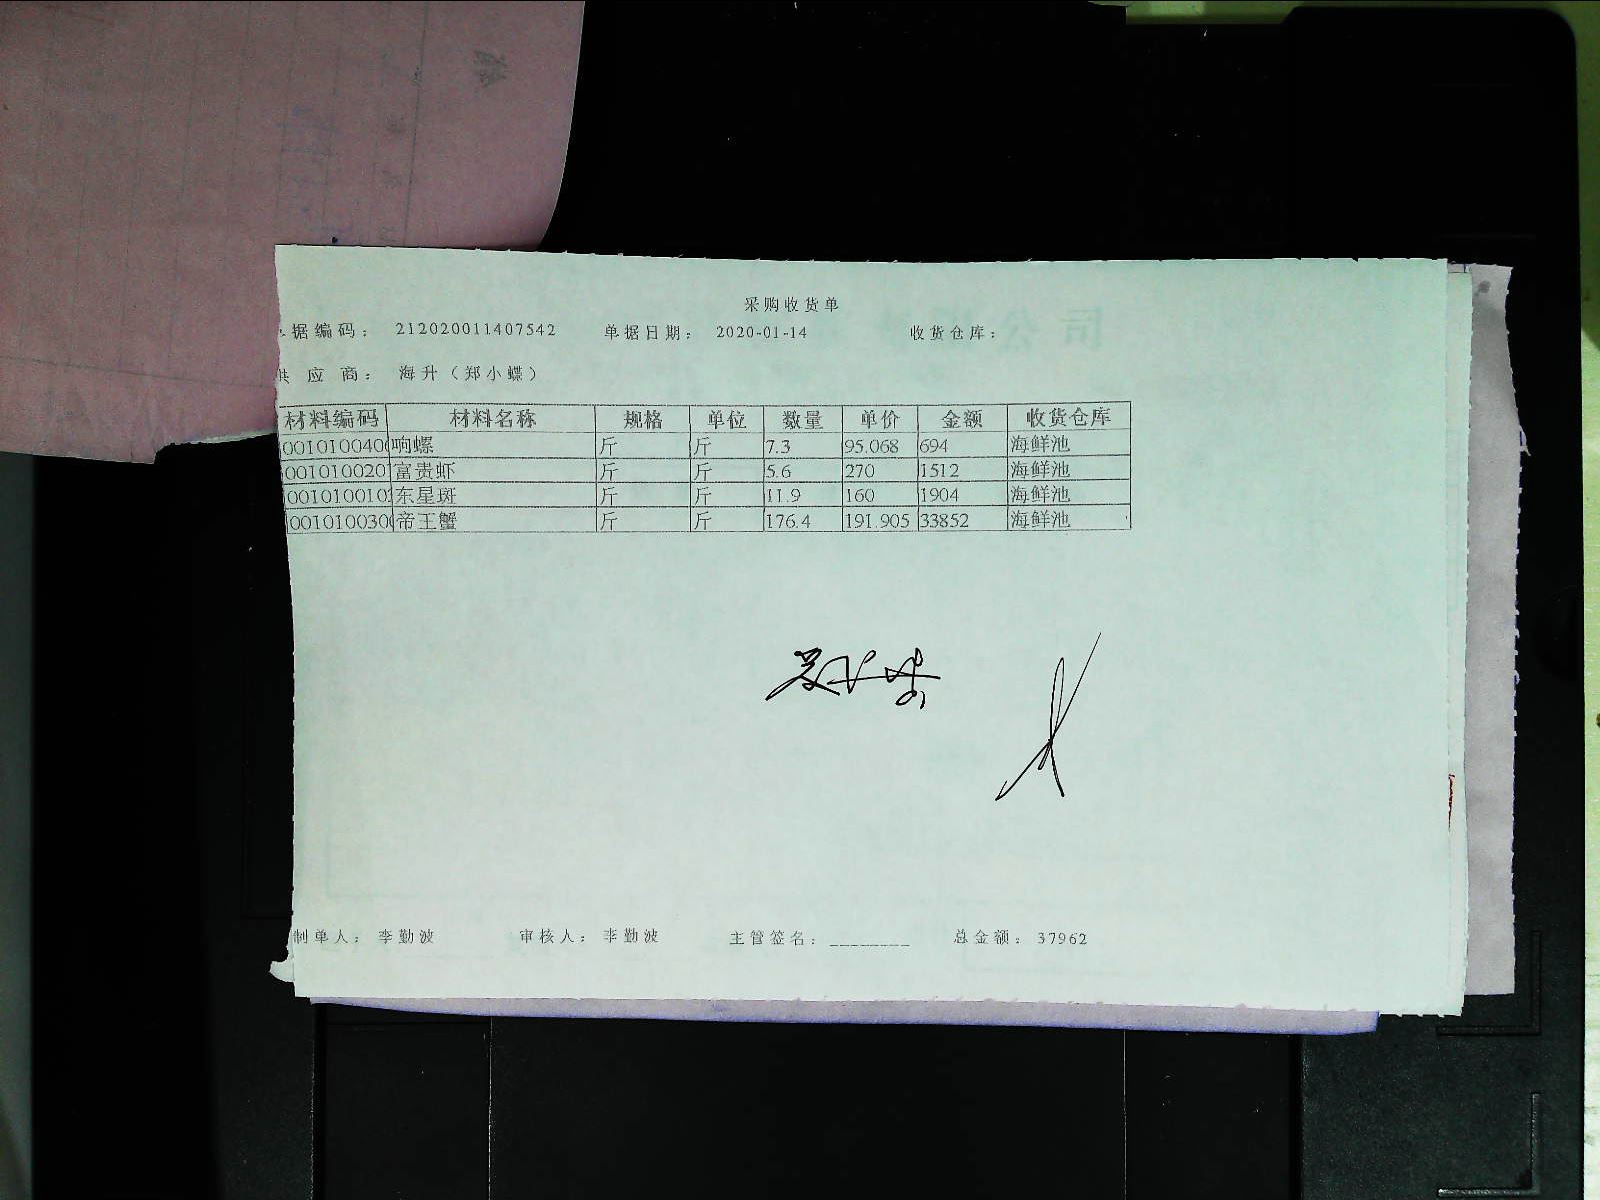 采购收货单
单据编码： 212020011407542 单据日期： 2020-01-14 收货仓库：
供应商： 海升（郑小蝶）
材料编码 材料名称 规格 单位 数量 单价 金额 收货仓库
0010100400 响螺 斤 斤 7.3 95.068 694 海鲜池
001010020 富贵虾 斤 斤 5.6 270 1512 海鲜池
001010010 东星斑 斤 斤 11.9 160 1904 海鲜池
001010030 帝王蟹 斤 斤 176.4 191.905 33852 海鲜池
制单人： 李勤波 审核人： 李勤波 主管签名：________ 总金额： 37962